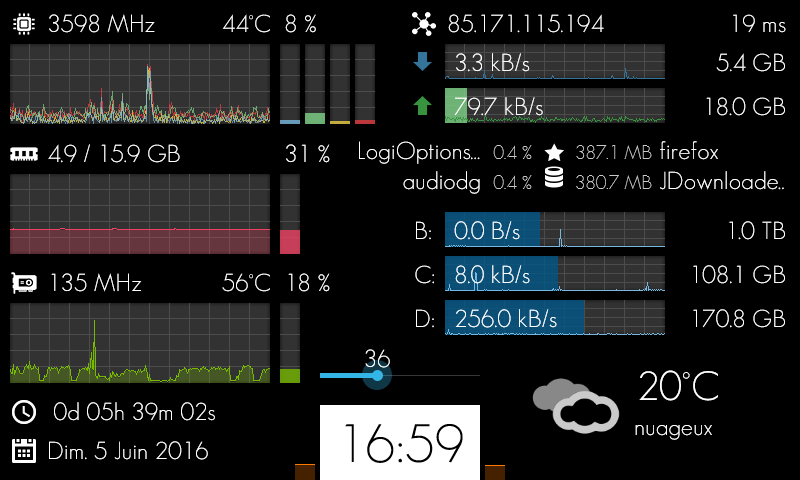 3598 MHz 44°C 8 %
85.171.115.194 19 ms
3.3 kB/s 5.4 GB
79.7 kB/s 18.0 GB
4.9 / 15.9 GB 31 %
LogiOptions... 0.4 % 387.1 MB firefox
audiodg 0.4 % 380.7 MB JDownloade..
B: 0.0 B/s 1.0 TB
C: 8.0 kB/s 108.1 GB
D: 256.0 kB/s 170.8 GB
135 MHz 56°C 18 %
36
20°C
nuageux
0d 05h 39m 02s
Dim. 5 Juin 2016
16:59